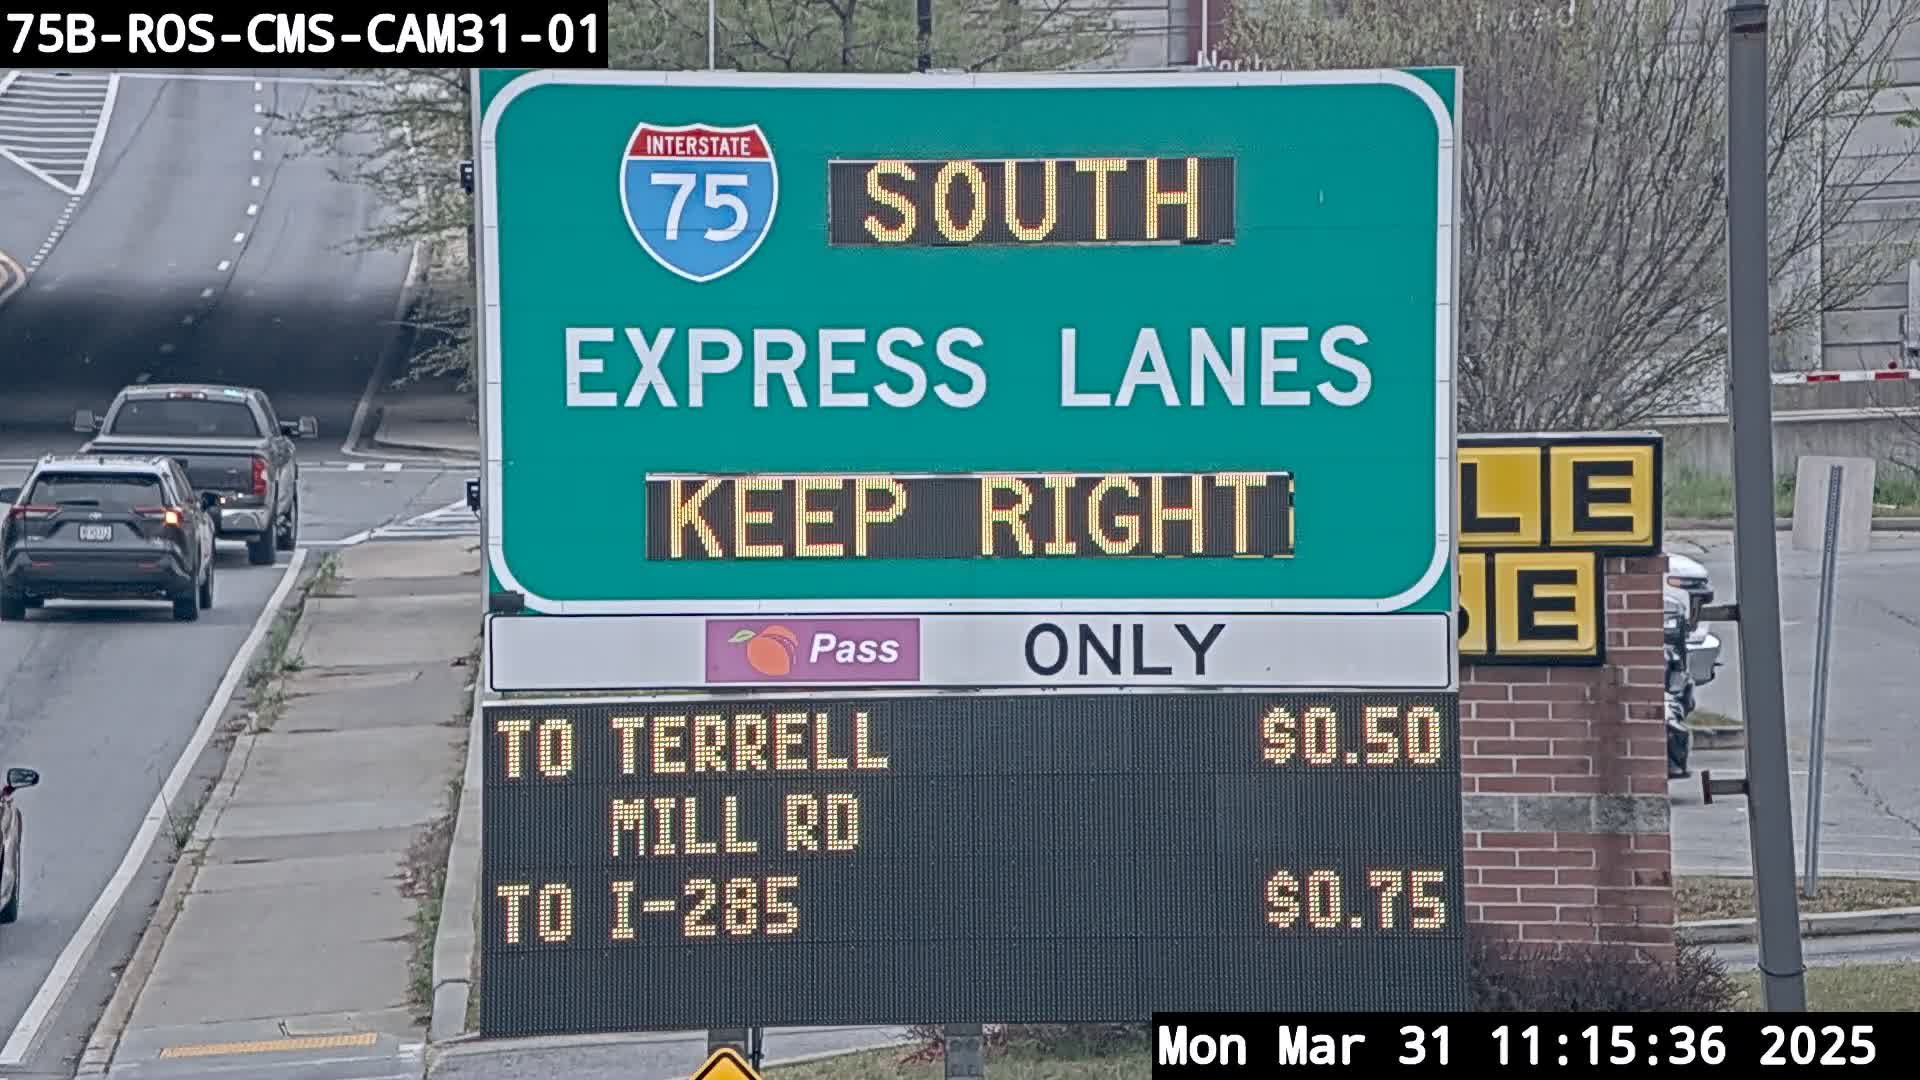 75B-ROS-CMS-CAM31-01
INTERSTATE
75
SOUTH
EXPRESS LANES
KEEP RIGHT
Pass ONLY
TO TERRELL $0.50
MILL RD
TO I-285 $0.75
LE
E
Mon Mar 31 11:15:36 2025